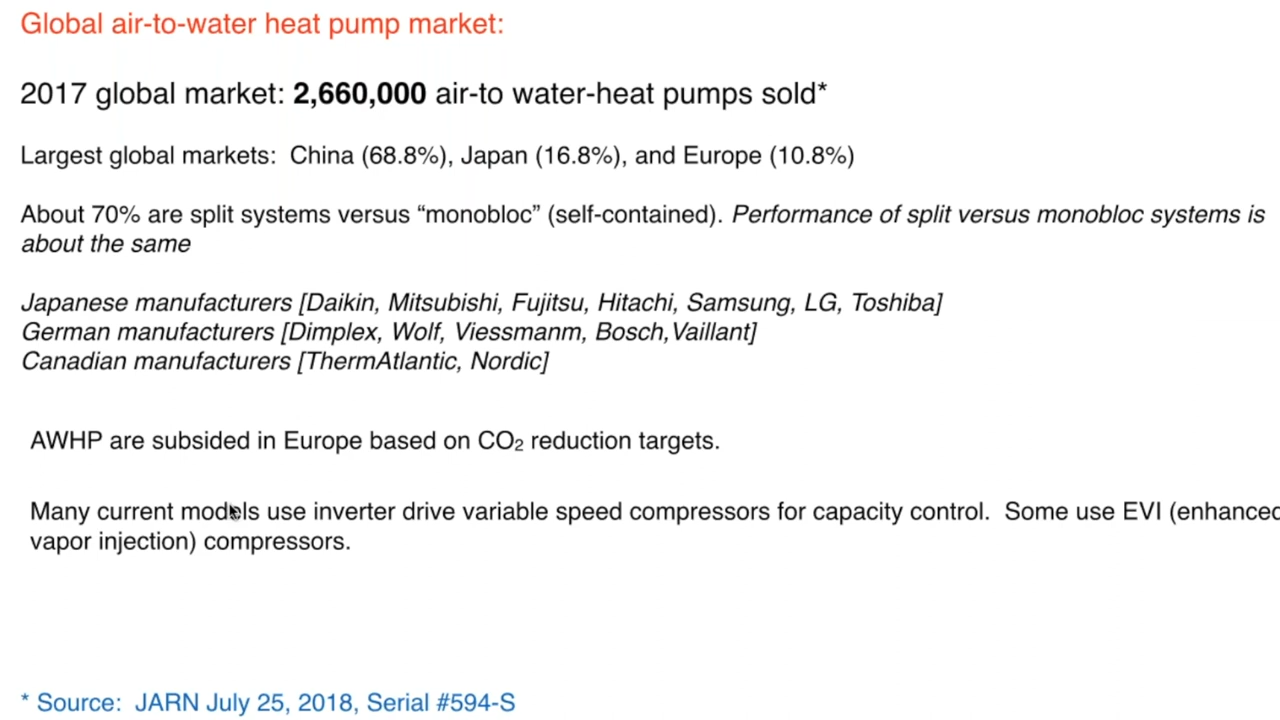 Global air-to-water heat pump market:
2017 global market: 2,660,000 air-to water-heat pumps sold*
Largest global markets:  China (68.8%), Japan (16.8%), and Europe (10.8%)
About 70% are split systems versus “monobloc” (self-contained). Performance of split versus monobloc systems is
about the same
Japanese manufacturers [Daikin, Mitsubishi, Fujitsu, Hitachi, Samsung, LG, Toshiba]
German manufacturers [Dimplex, Wolf, Viessmanm, Bosch,Vaillant]
Canadian manufacturers [ThermAtlantic, Nordic]
AWHP are subsided in Europe based on CO₂ reduction targets.
Many current models use inverter drive variable speed compressors for capacity control.  Some use EVI (enhanced
vapor injection) compressors.
* Source:  JARN July 25, 2018, Serial #594-S